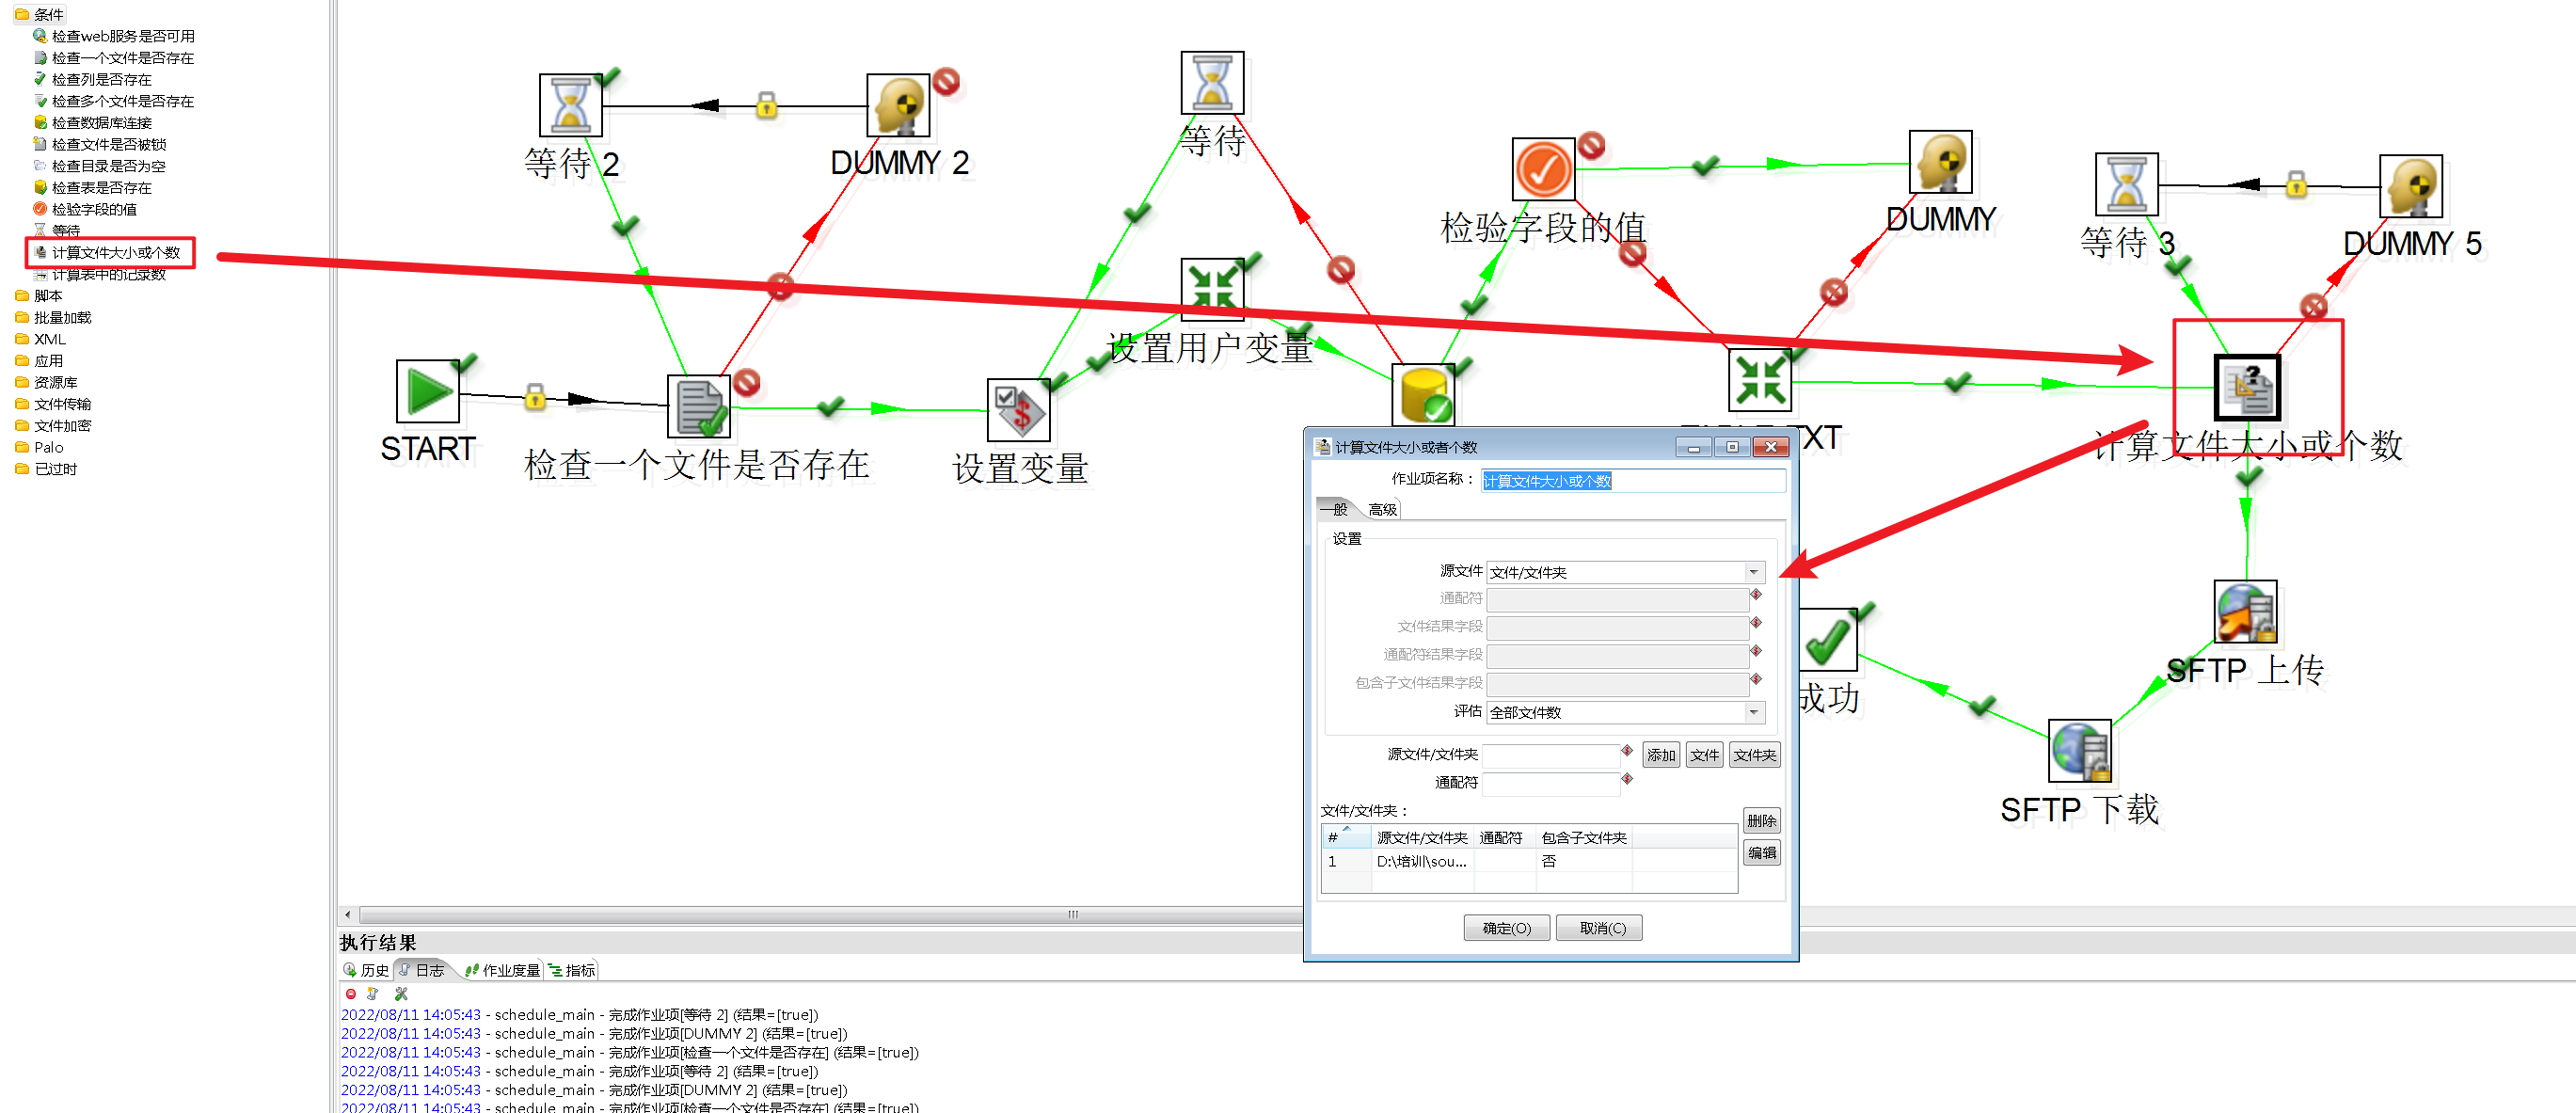 条件
检查web服务是否可用
检查一个文件是否存在
检查列是否存在
检查多个文件是否存在
检查数据库连接
检查文件是否被锁
检查目录是否为空
检查表是否存在
检验字段的值
等待
计算文件大小或个数
计算表中的记录数
脚本
批量加载
XML
应用
资源库
文件传输
文件加密
Palo
已过时
等待 2
DUMMY 2
等待
检验字段的值
DUMMY
等待 3
DUMMY 5
START
检查一个文件是否存在
设置变量
设置用户变量
TXT
计算文件大小或个数
SFTP 上传
成功
SFTP 下载
计算文件大小或者个数
作业项名称：
计算文件大小或个数
一般
高级
设置
源文件
文件/文件夹
通配符
文件结果字段
通配符结果字段
包含子文件结果字段
评估
全部文件数
源文件/文件夹
添加
文件
文件夹
通配符
文件/文件夹：
删除
# 源文件/文件夹 通配符 包含子文件夹
编辑
1 D:\培训\sou... 否
确定(O)
取消(C)
执行结果
历史
日志
作业度量
指标
2022/08/11 14:05:43 - schedule_main - 完成作业项[等待 2] (结果=[true])
2022/08/11 14:05:43 - schedule_main - 完成作业项[DUMMY 2] (结果=[true])
2022/08/11 14:05:43 - schedule_main - 完成作业项[检查一个文件是否存在] (结果=[true])
2022/08/11 14:05:43 - schedule_main - 完成作业项[等待 2] (结果=[true])
2022/08/11 14:05:43 - schedule_main - 完成作业项[DUMMY 2] (结果=[true])
2022/08/11 14:05:43 - schedule_main - 完成作业项[检查一个文件是否存在] (结果=[true])